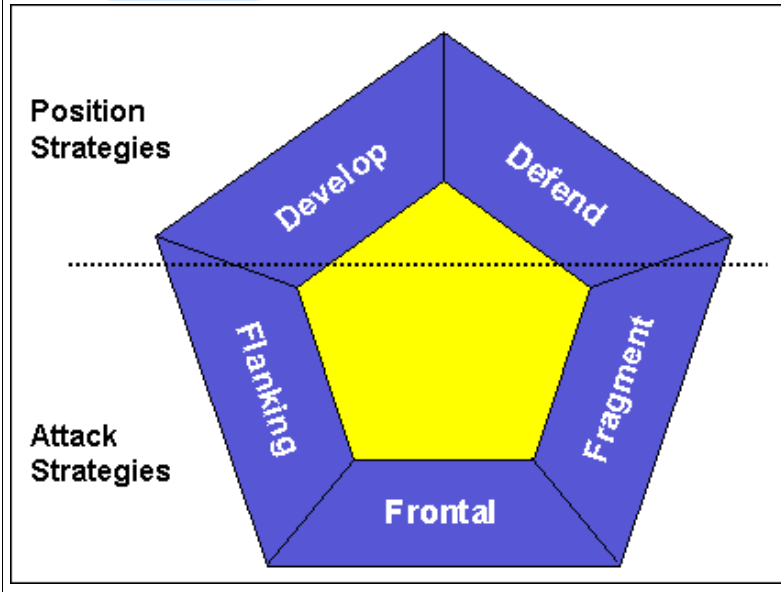 Position
Strategies
Develop
Defend
Flanking
Fragment
Attack
Strategies
Frontal